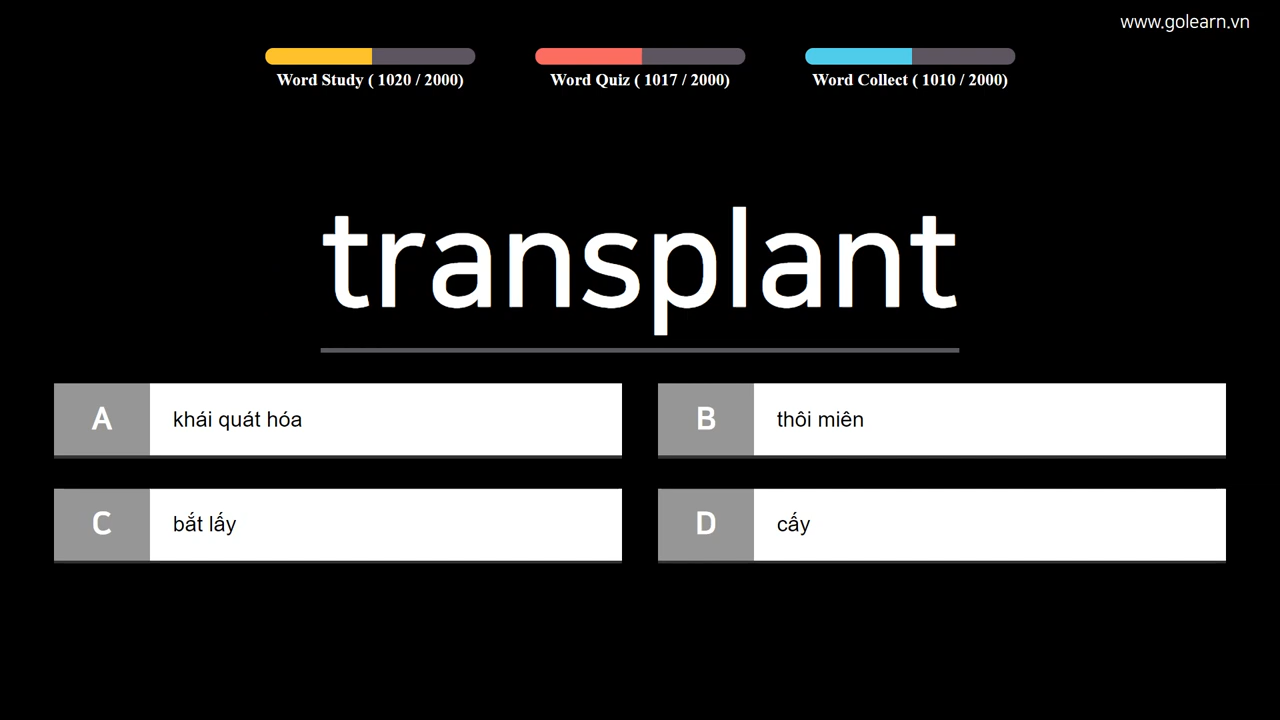 www.golearn.vn
Word Study ( 1020 / 2000)
Word Quiz ( 1017 / 2000)
Word Collect ( 1010 / 2000)
transplant
A khái quát hóa
B thôi miên
C bắt lấy
D cấy